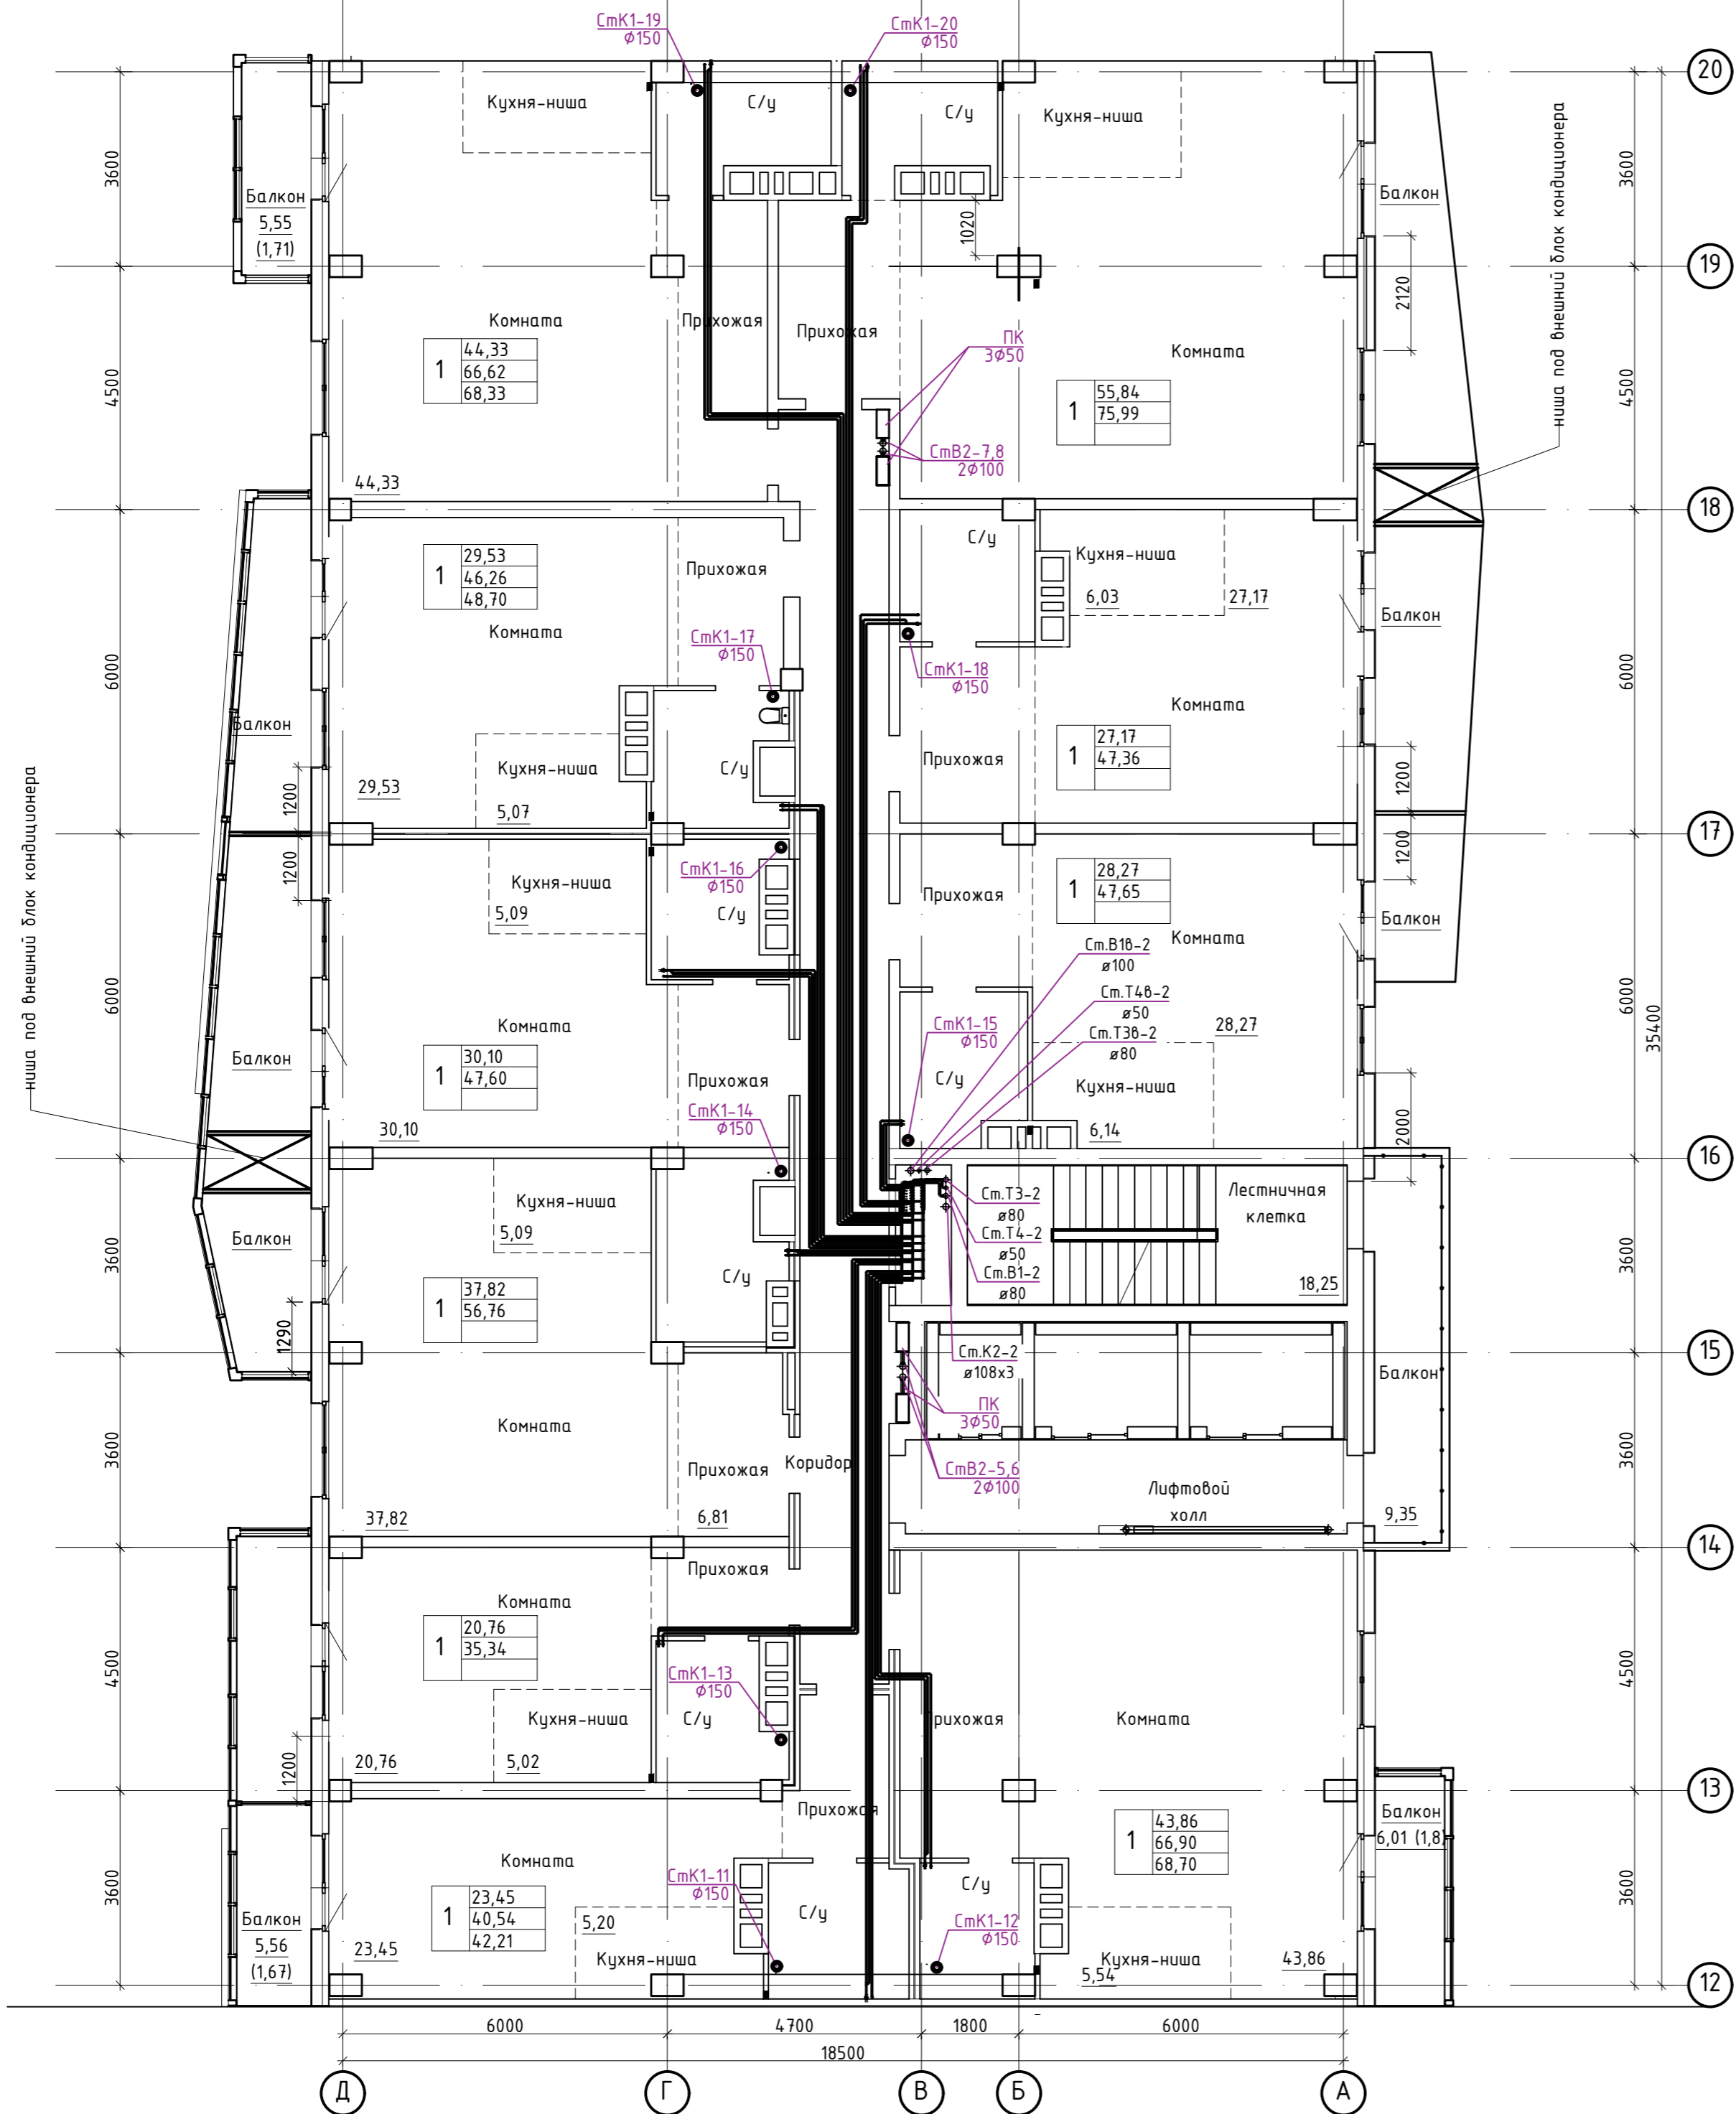 СтК1-19
ф150
СтК1-20
ф150
20
Кухня-ниша
С/у
С/у
Кухня-ниша
3600
3600
Балкон
5,55
(1,71)
Балкон
ниша под внешний блок кондиционера
1020
19
2120
Комната
Прихожая
Прихожая
ПК
3ф50
Комната
1
44,33
66,62
68,33
4500
4500
1
55,84
75,99
СтВ2-7,8
2ф100
44,33
18
1
29,53
46,26
48,70
Прихожая
С/у
Кухня-ниша
6,03
27,17
Балкон
Комната
СтК1-17
ф150
СтК1-18
ф150
6000
6000
Комната
Балкон
1
27,17
47,36
Прихожая
Кухня-ниша
С/у
29,53
5,07
1200
1200
ниша под внешний блок кондиционера
17
1200
1200
СтК1-16
ф150
Кухня-ниша
5,09
С/у
Прихожая
1
28,27
47,65
Балкон
Комната
Ст.В1в-2
ø100
Ст.Т4в-2
ø50
Ст.Т3в-2
ø80
6000
6000
35400
Комната
СтК1-15
ф150
28,27
Балкон
1
30,10
47,60
Прихожая
С/у
Кухня-ниша
СтК1-14
ф150
30,10
6,14
2000
16
Кухня-ниша
5,09
Ст.Т3-2
ø80
Ст.Т4-2
ø50
Ст.В1-2
ø80
Лестничная
клетка
18,25
Балкон
3600
3600
С/у
1
37,82
56,76
1290
15
Ст.К2-2
ø108х3
Балкон
ПК
3ф50
Комната
3600
3600
Прихожая
Коридор
СтВ2-5,6
2ф100
Лифтовой
холл
37,82
6,81
9,35
14
Прихожая
Комната
1
20,76
35,34
4500
4500
СтК1-13
ф150
Кухня-ниша
С/у
рихожая
Комната
20,76
5,02
1200
13
Прихожая
Балкон
6,01 (1,8)
1
43,86
66,90
68,70
Комната
СтК1-11
ф150
С/у
3600
3600
1
23,45
40,54
42,21
5,20
С/у
СтК1-12
ф150
Балкон
5,56
(1,67)
23,45
Кухня-ниша
Кухня-ниша
5,54
43,86
12
6000
4700
1800
6000
18500
Д
Г
В
Б
А